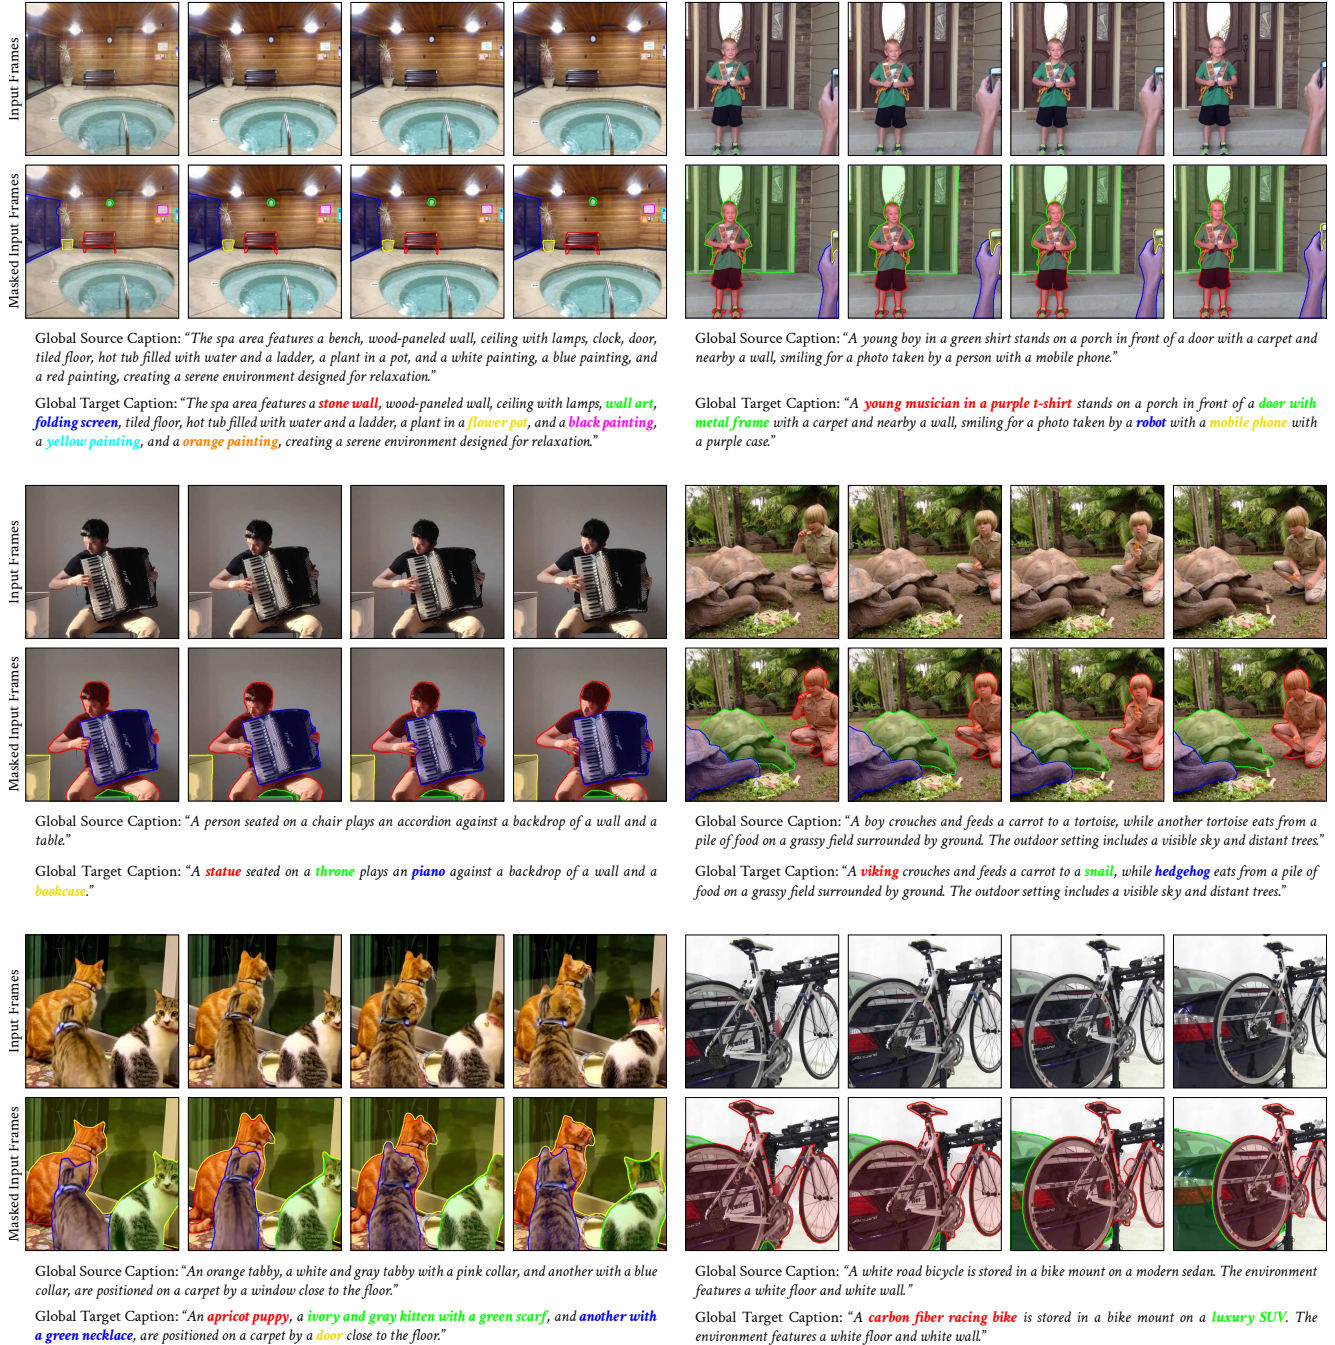 Input Frames
Masked Input Frames
Global Source Caption: “The spa area features a bench, wood-paneled wall, ceiling with lamps, clock, door,
tiled floor, hot tub filled with water and a ladder, a plant in a pot, and a white painting, a blue painting, and
a red painting, creating a serene environment designed for relaxation.”
Global Target Caption: “The spa area features a stone wall, wood-paneled wall, ceiling with lamps, wall art,
folding screen, tiled floor, hot tub filled with water and a ladder, a plant in a flower pot, and a black painting,
a yellow painting, and a orange painting, creating a serene environment designed for relaxation.”
Global Source Caption: “A young boy in a green shirt stands on a porch in front of a door with a carpet and
nearby a wall, smiling for a photo taken by a person with a mobile phone.”
Global Target Caption: “A young musician in a purple t-shirt stands on a porch in front of a door with
metal frame with a carpet and nearby a wall, smiling for a photo taken by a robot with a mobile phone with
a purple case.”
Input Frames
Masked Input Frames
Global Source Caption: “A person seated on a chair plays an accordion against a backdrop of a wall and a
table.”
Global Target Caption: “A statue seated on a throne plays an piano against a backdrop of a wall and a
bookcase.”
Global Source Caption: “A boy crouches and feeds a carrot to a tortoise, while another tortoise eats from a
pile of food on a grassy field surrounded by ground. The outdoor setting includes a visible sky and distant trees.”
Global Target Caption: “A viking crouches and feeds a carrot to a snail, while hedgehog eats from a pile of
food on a grassy field surrounded by ground. The outdoor setting includes a visible sky and distant trees.”
Input Frames
Masked Input Frames
Global Source Caption: “An orange tabby, a white and gray tabby with a pink collar, and another with a blue
collar, are positioned on a carpet by a window close to the floor.”
Global Target Caption: “An apricot puppy, a ivory and gray kitten with a green scarf, and another with
a green necklace, are positioned on a carpet by a door close to the floor.”
Global Source Caption: “A white road bicycle is stored in a bike mount on a modern sedan. The environment
features a white floor and white wall.”
Global Target Caption: “A carbon fiber racing bike is stored in a bike mount on a luxury SUV. The
environment features a white floor and white wall.”